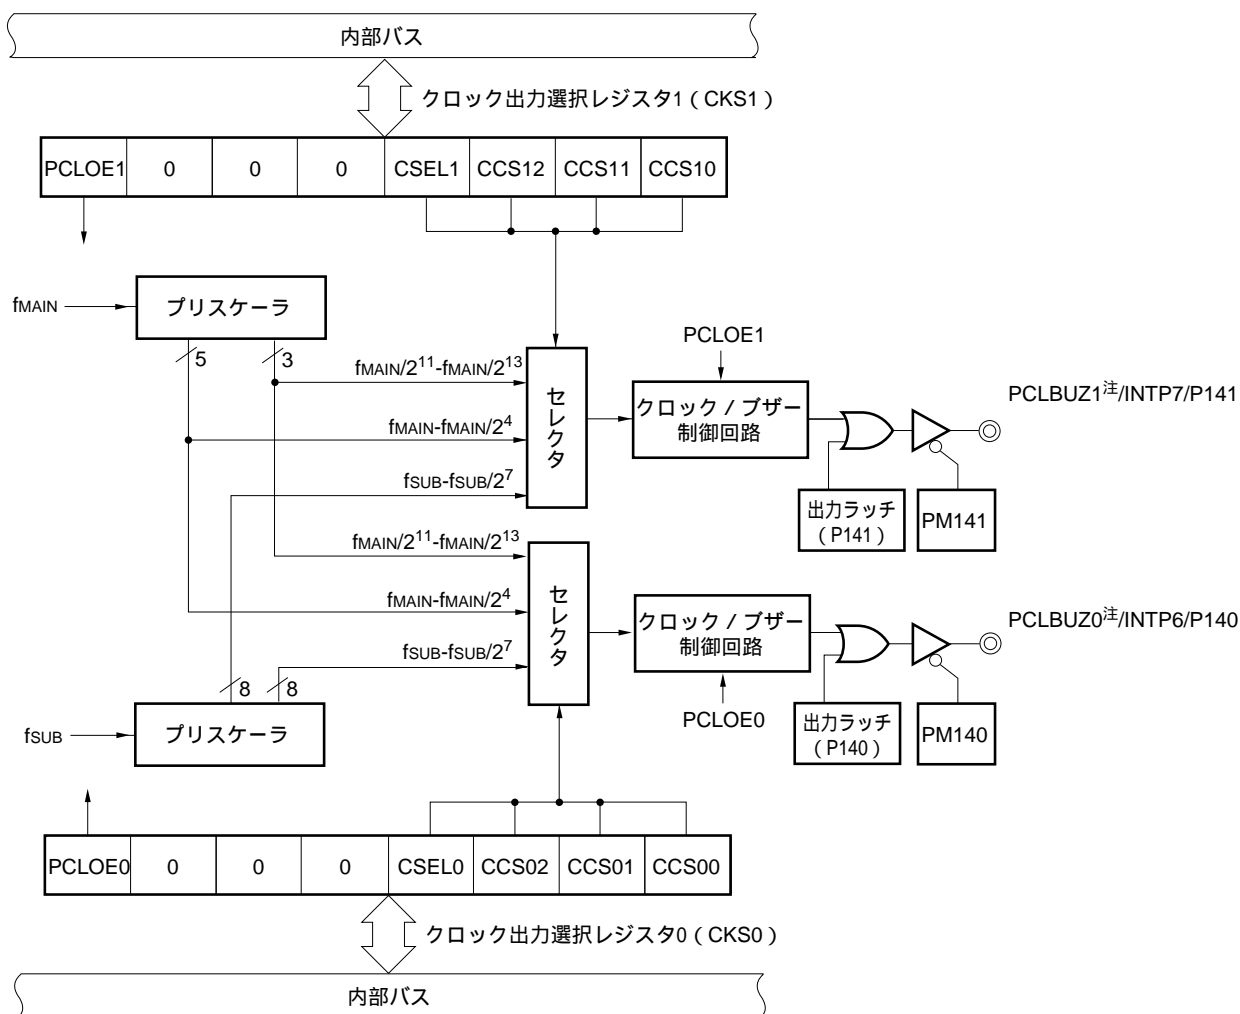 内部バス
クロック出力選択レジスタ1（CKS1）
PCLOE1 0 0 0 CSEL1 CCS12 CCS11 CCS10
fMAIN
プリスケーラ
5
3
fMAIN/2¹¹-fMAIN/2¹³
fMAIN-fMAIN/2⁴
fSUB-fSUB/2⁷
セレクタ
PCLOE1
クロック／ブザー
制御回路
PCLBUZ1注/INTP7/P141
出力ラッチ
（P141）
PM141
fMAIN/2¹¹-fMAIN/2¹³
fMAIN-fMAIN/2⁴
fSUB-fSUB/2⁷
セレクタ
クロック／ブザー
制御回路
PCLOE0
PCLBUZ0注/INTP6/P140
出力ラッチ
（P140）
PM140
8
8
fSUB
プリスケーラ
PCLOE0 0 0 0 CSEL0 CCS02 CCS01 CCS00
クロック出力選択レジスタ0（CKS0）
内部バス